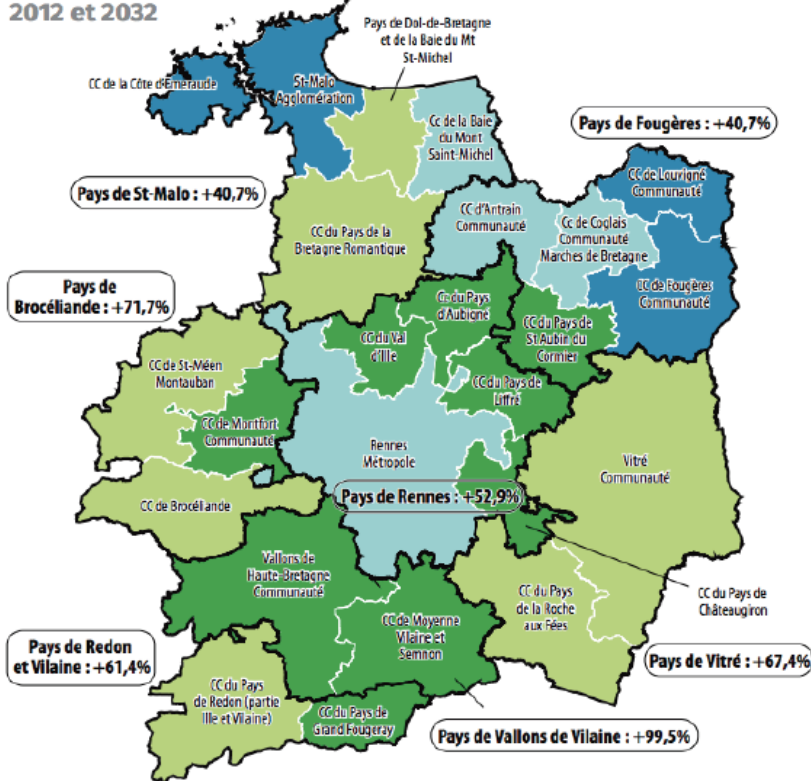 2012 et 2032
Pays de Dol-de-Bretagne
et de la Baie du Mt
St-Michel
CC de la Côte d'Emeraude
St-Malo
Agglomération
Cc de la Baie
du Mont
Saint-Michel
Pays de Fougères : +40,7%
CC de Louvigné
Communauté
Pays de St-Malo : +40,7%
CC d'Antrain
Communauté
Cc de Coglais
Communauté
Marches de Bretagne
CC du Pays de la
Bretagne Romantique
Pays de
Brocéliande : +71,7%
CC de Fougères
Communauté
Cc du Pays
d'Aubigné
CC du Val
d'Ille
CC du Pays de
St Aubin du
Cormier
CC de St-Méen
Montauban
CC du Pays de
Liffré
CC de Montfort
Communauté
Rennes
Métropole
Vitré
Communauté
CC de Brocéliande
Pays de Rennes : +52,9%
Vallons de
Haute-Bretagne
Communauté
CC du Pays de
Châteaugiron
CC du Pays
de la Roche
aux Fées
CC de Moyenne
Vilaine et
Semnon
Pays de Redon
et Vilaine : +61,4%
Pays de Vitré : +67,4%
CC du Pays
de Redon (partie
Ille et Vilaine)
CC du Pays de
Grand Fougeray
Pays de Vallons de Vilaine : +99,5%